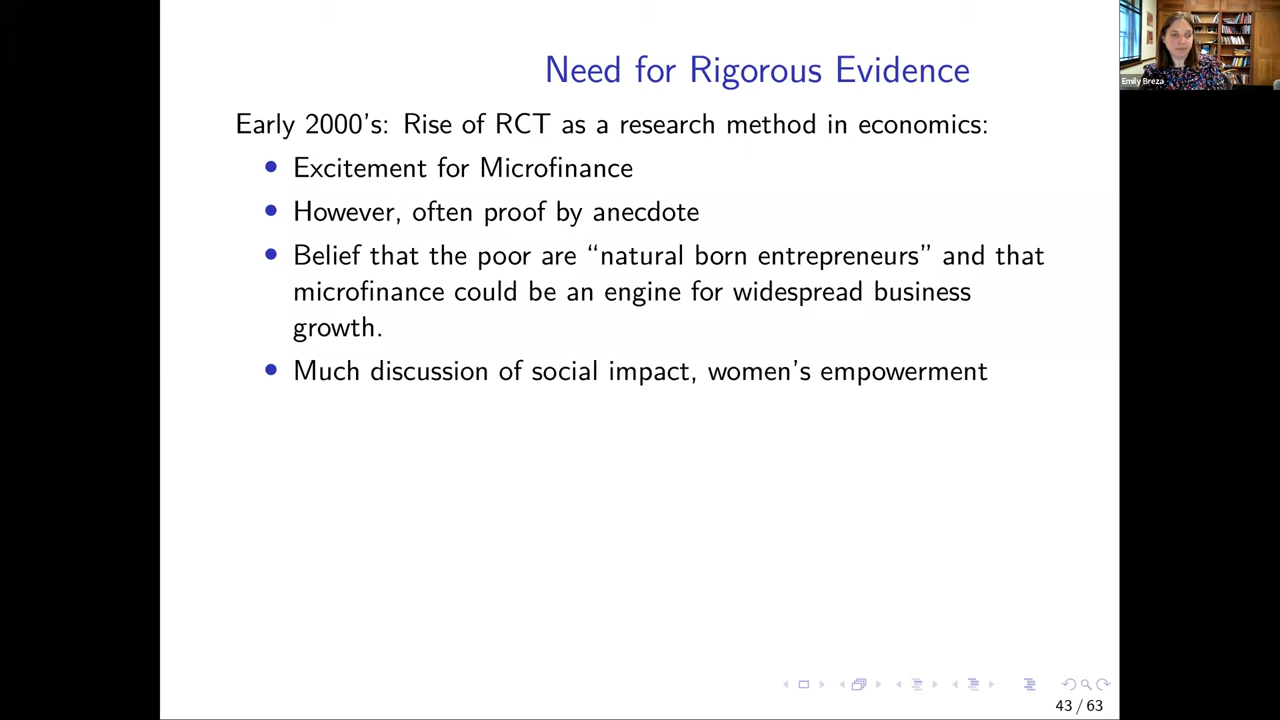 Need for Rigorous Evidence
Early 2000's: Rise of RCT as a research method in economics:
• Excitement for Microfinance
• However, often proof by anecdote
• Belief that the poor are “natural born entrepreneurs” and that
microfinance could be an engine for widespread business
growth.
• Much discussion of social impact, women's empowerment
43 / 63
Emily Breza